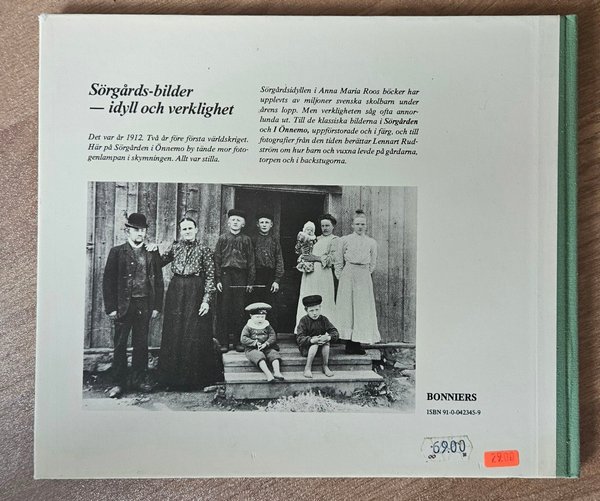 Sörgårds-bilder
— idyll och verklighet
Det var år 1912. Två år före första världskriget.
Här på Sörgården i Önnemo by tände mor foto-
genlampan i skymningen. Allt var stilla.
Sörgårdsidyllen i Anna Maria Roos böcker har
upplevts av miljoner svenska skolbarn under
årens lopp. Men verkligheten såg ofta annor-
lunda ut. Till de klassiska bilderna i Sörgården
och I Önnemo, uppförstorade och i färg, och till
fotografier från den tiden berättar Lennart Rud-
ström om hur barn och vuxna levde på gårdarna,
torpen och i backstugorna.
BONNIERS
ISBN 91-0-042345-9
69.00
29.00